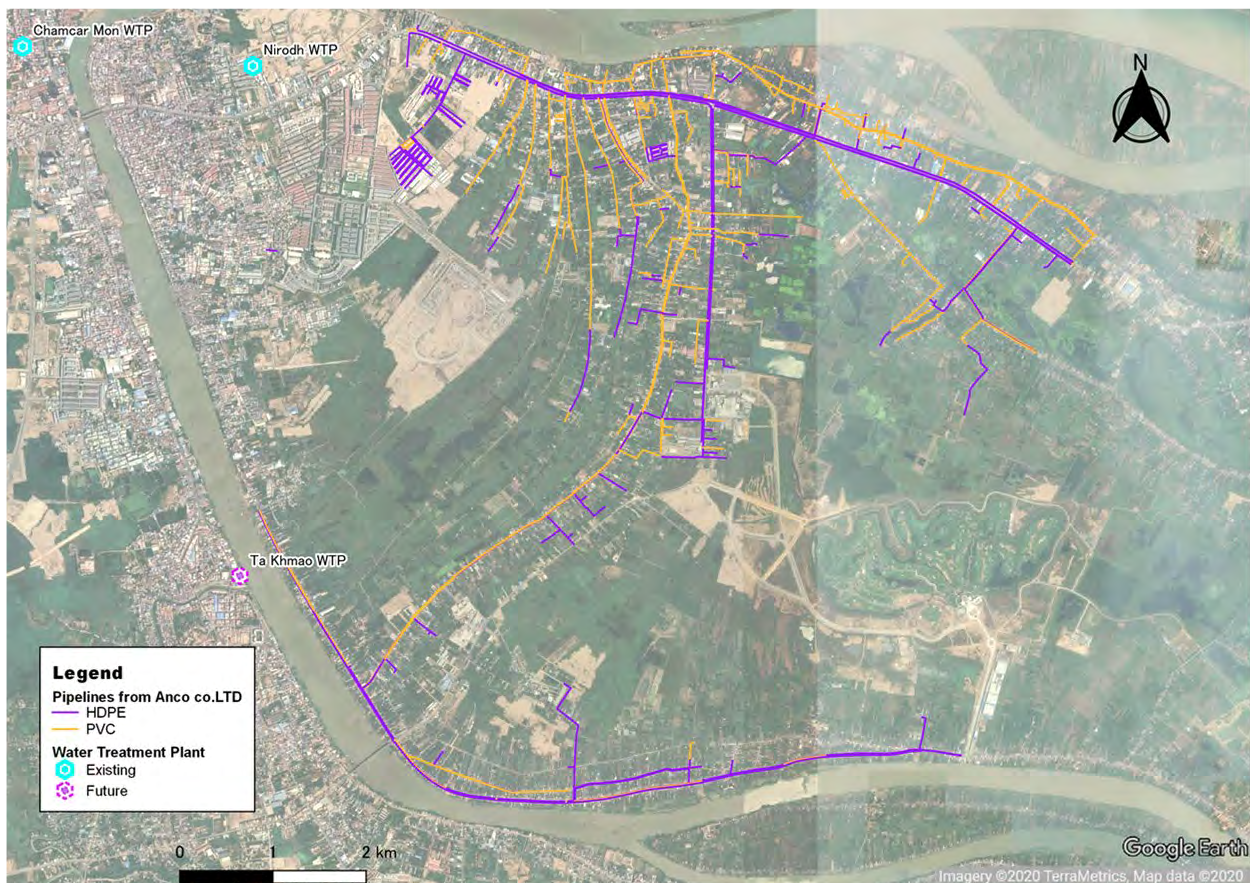 Chamcar Mon WTP
Nirodh WTP
N
Ta Khmao WTP
Legend
Pipelines from Anco co.LTD
HDPE
PVC
Water Treatment Plant
Existing
Future
0 1 2 km
Google Earth
Imagery ©2020 TerraMetrics, Map data ©2020